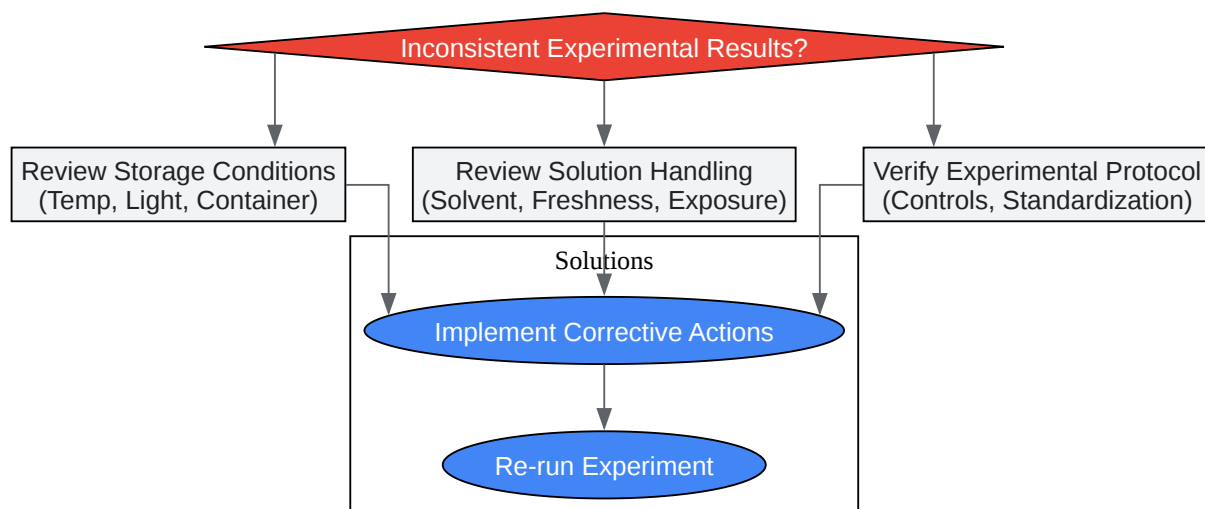 Inconsistent Experimental Results?
Review Storage Conditions
(Temp, Light, Container)
Review Solution Handling
(Solvent, Freshness, Exposure)
Verify Experimental Protocol
(Controls, Standardization)
Solutions
Implement Corrective Actions
Re-run Experiment